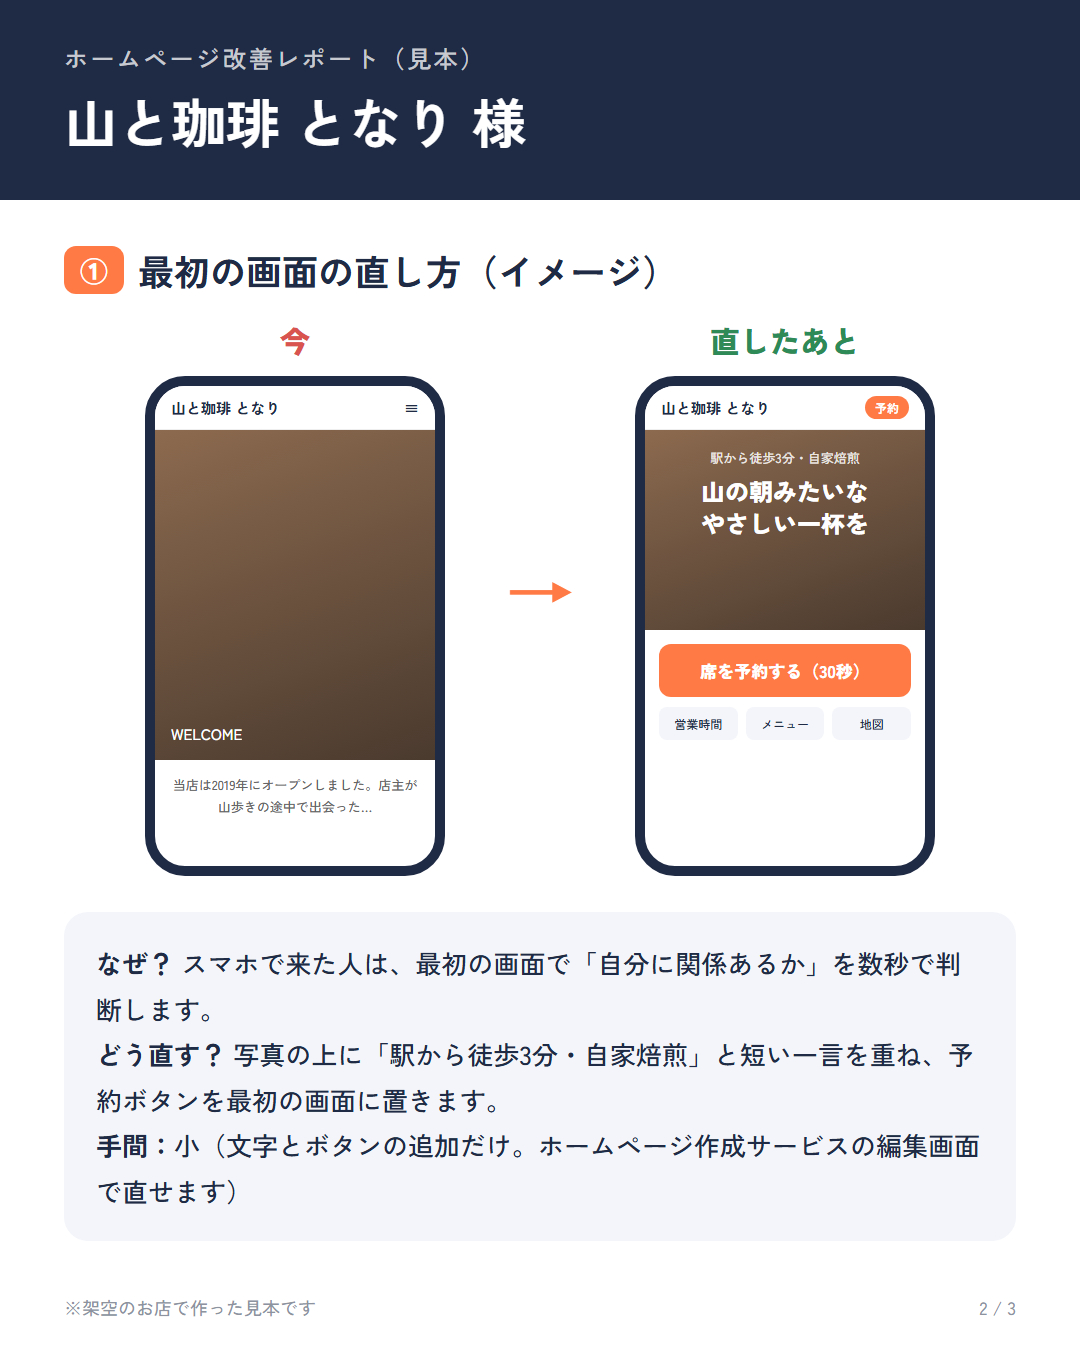 ホームページ改善レポート（見本）
山と珈琲 となり 様
① 最初の画面の直し方（イメージ）
今
山と珈琲 となり ≡
WELCOME
当店は2019年にオープンしました。店主が
山歩きの途中で出会った...
直したあと
山と珈琲 となり 予約
駅から徒歩3分・自家焙煎
山の朝みたいな
やさしい一杯を
席を予約する（30秒）
営業時間 メニュー 地図
なぜ？ スマホで来た人は、最初の画面で「自分に関係あるか」を数秒で判
断します。
どう直す？ 写真の上に「駅から徒歩3分・自家焙煎」と短い一言を重ね、予
約ボタンを最初の画面に置きます。
手間：小（文字とボタンの追加だけ。ホームページ作成サービスの編集画面
で直せます）
※架空のお店で作った見本です
2 / 3